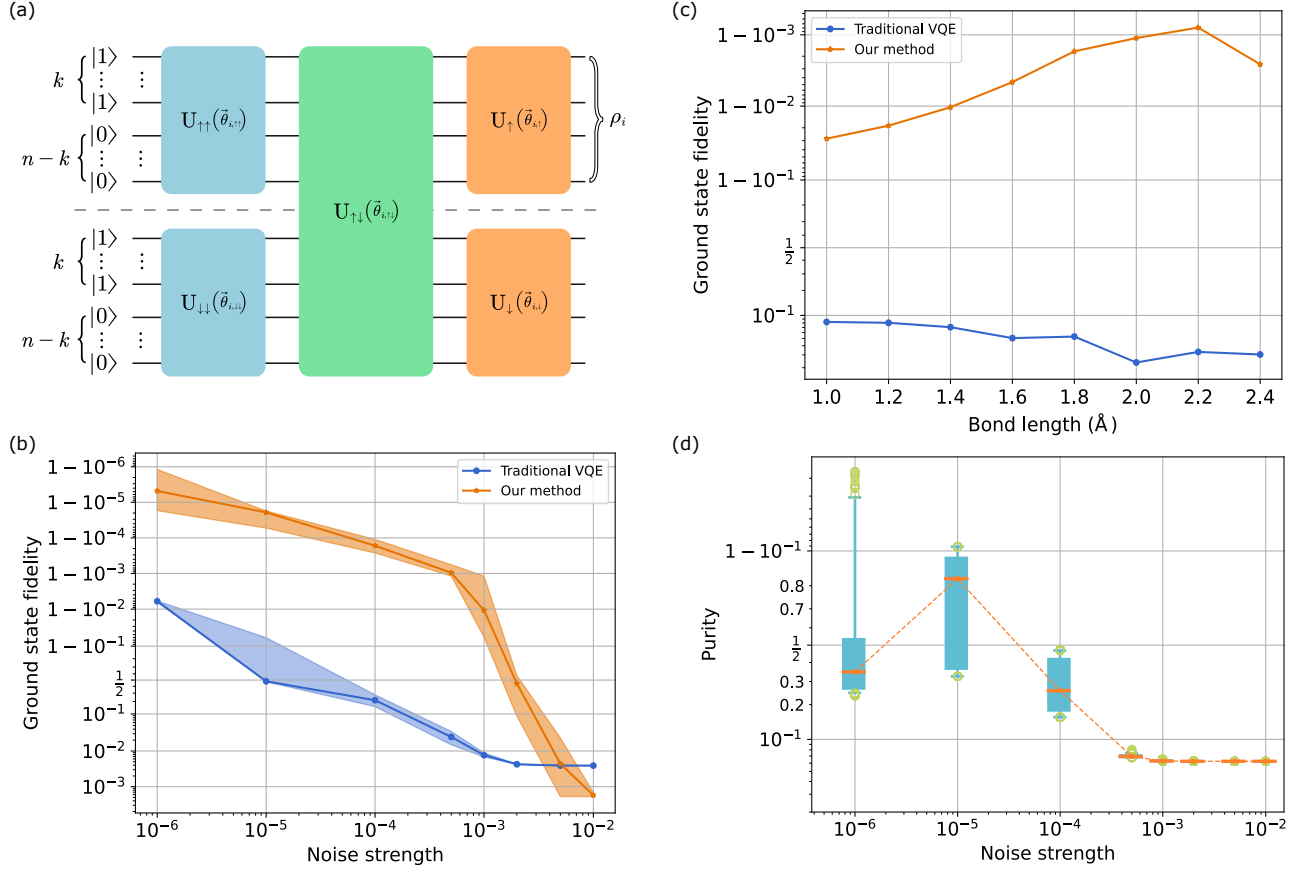 (a)
k
|1⟩
⋮ ⋮
|1⟩
n − k
|0⟩
⋮ ⋮
|0⟩
U↑↑(θ⃗i,↑↑)
U↑↓(θ⃗i,↑↓)
U↑(θ⃗i,↑)
ρi
k
|1⟩
⋮ ⋮
|1⟩
n − k
|0⟩
⋮ ⋮
|0⟩
U↓↓(θ⃗i,↓↓)
U↓(θ⃗i,↓)
(b)
Ground state fidelity
1 − 10⁻⁶
1 − 10⁻⁵
1 − 10⁻⁴
1 − 10⁻³
1 − 10⁻²
1 − 10⁻¹
1/2
10⁻¹
10⁻²
10⁻³
Traditional VQE
Our method
10⁻⁶ 10⁻⁵ 10⁻⁴ 10⁻³ 10⁻²
Noise strength
(c)
Ground state fidelity
1 − 10⁻³
1 − 10⁻²
1 − 10⁻¹
1/2
10⁻¹
Traditional VQE
Our method
1.0 1.2 1.4 1.6 1.8 2.0 2.2 2.4
Bond length (Å)
(d)
Purity
1 − 10⁻¹
0.8
0.7
1/2
0.3
0.2
10⁻¹
10⁻⁶ 10⁻⁵ 10⁻⁴ 10⁻³ 10⁻²
Noise strength